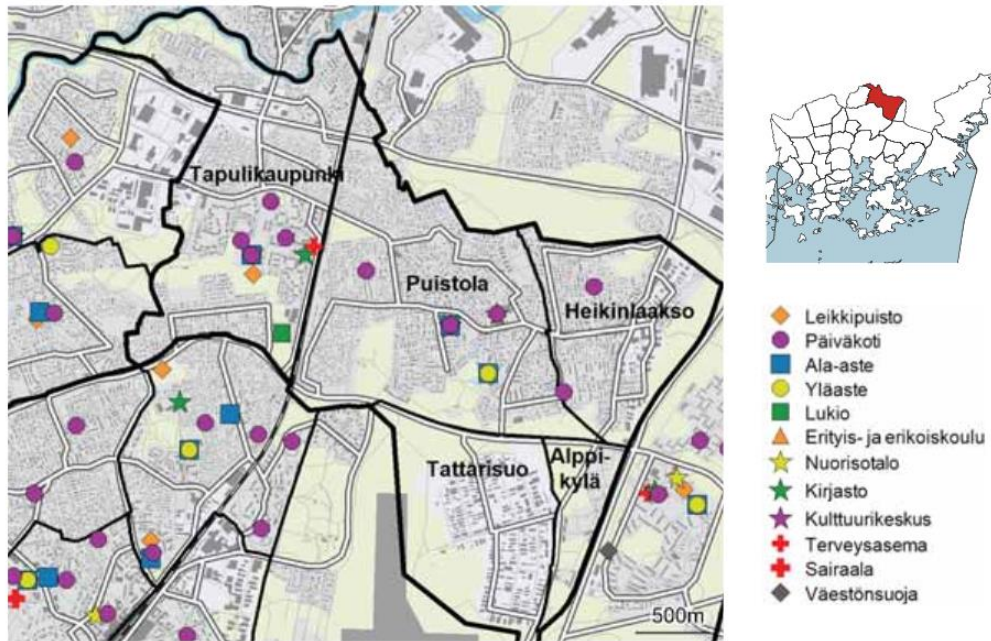 Tapulikaupunki
Puistola
Heikinlaakso
Tattarisuo
Alppi-
kylä
500m
Leikkipuisto
Päiväkoti
Ala-aste
Yläaste
Lukio
Erityis- ja erikoiskoulu
Nuorisotalo
Kirjasto
Kulttuurikeskus
Terveysasema
Sairaala
Väestönsuoja